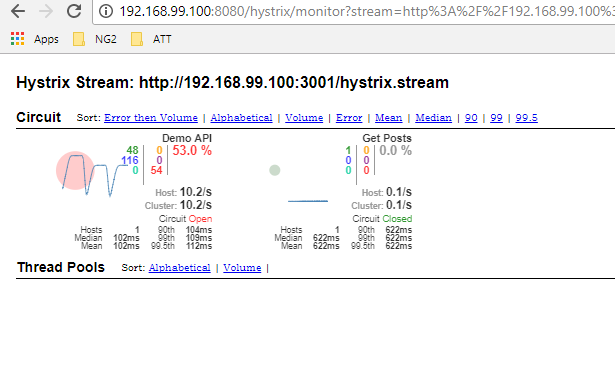 192.168.99.100:8080/hystrix/monitor?stream=http%3A%2F%2F192.168.99.100%3
Apps NG2 ATT
Hystrix Stream: http://192.168.99.100:3001/hystrix.stream
Circuit Sort: Error then Volume | Alphabetical | Volume | Error | Mean | Median | 90 | 99 | 99.5
Demo API
48 0 53.0 %
116 0
0 54
Host: 10.2/s
Cluster: 10.2/s
Circuit Open
Hosts 1 90th 104ms
Median 102ms 99th 109ms
Mean 102ms 99.5th 112ms
Get Posts
1 0 0.0 %
0 0
0 0
Host: 0.1/s
Cluster: 0.1/s
Circuit Closed
Hosts 1 90th 622ms
Median 622ms 99th 622ms
Mean 622ms 99.5th 622ms
Thread Pools Sort: Alphabetical | Volume |